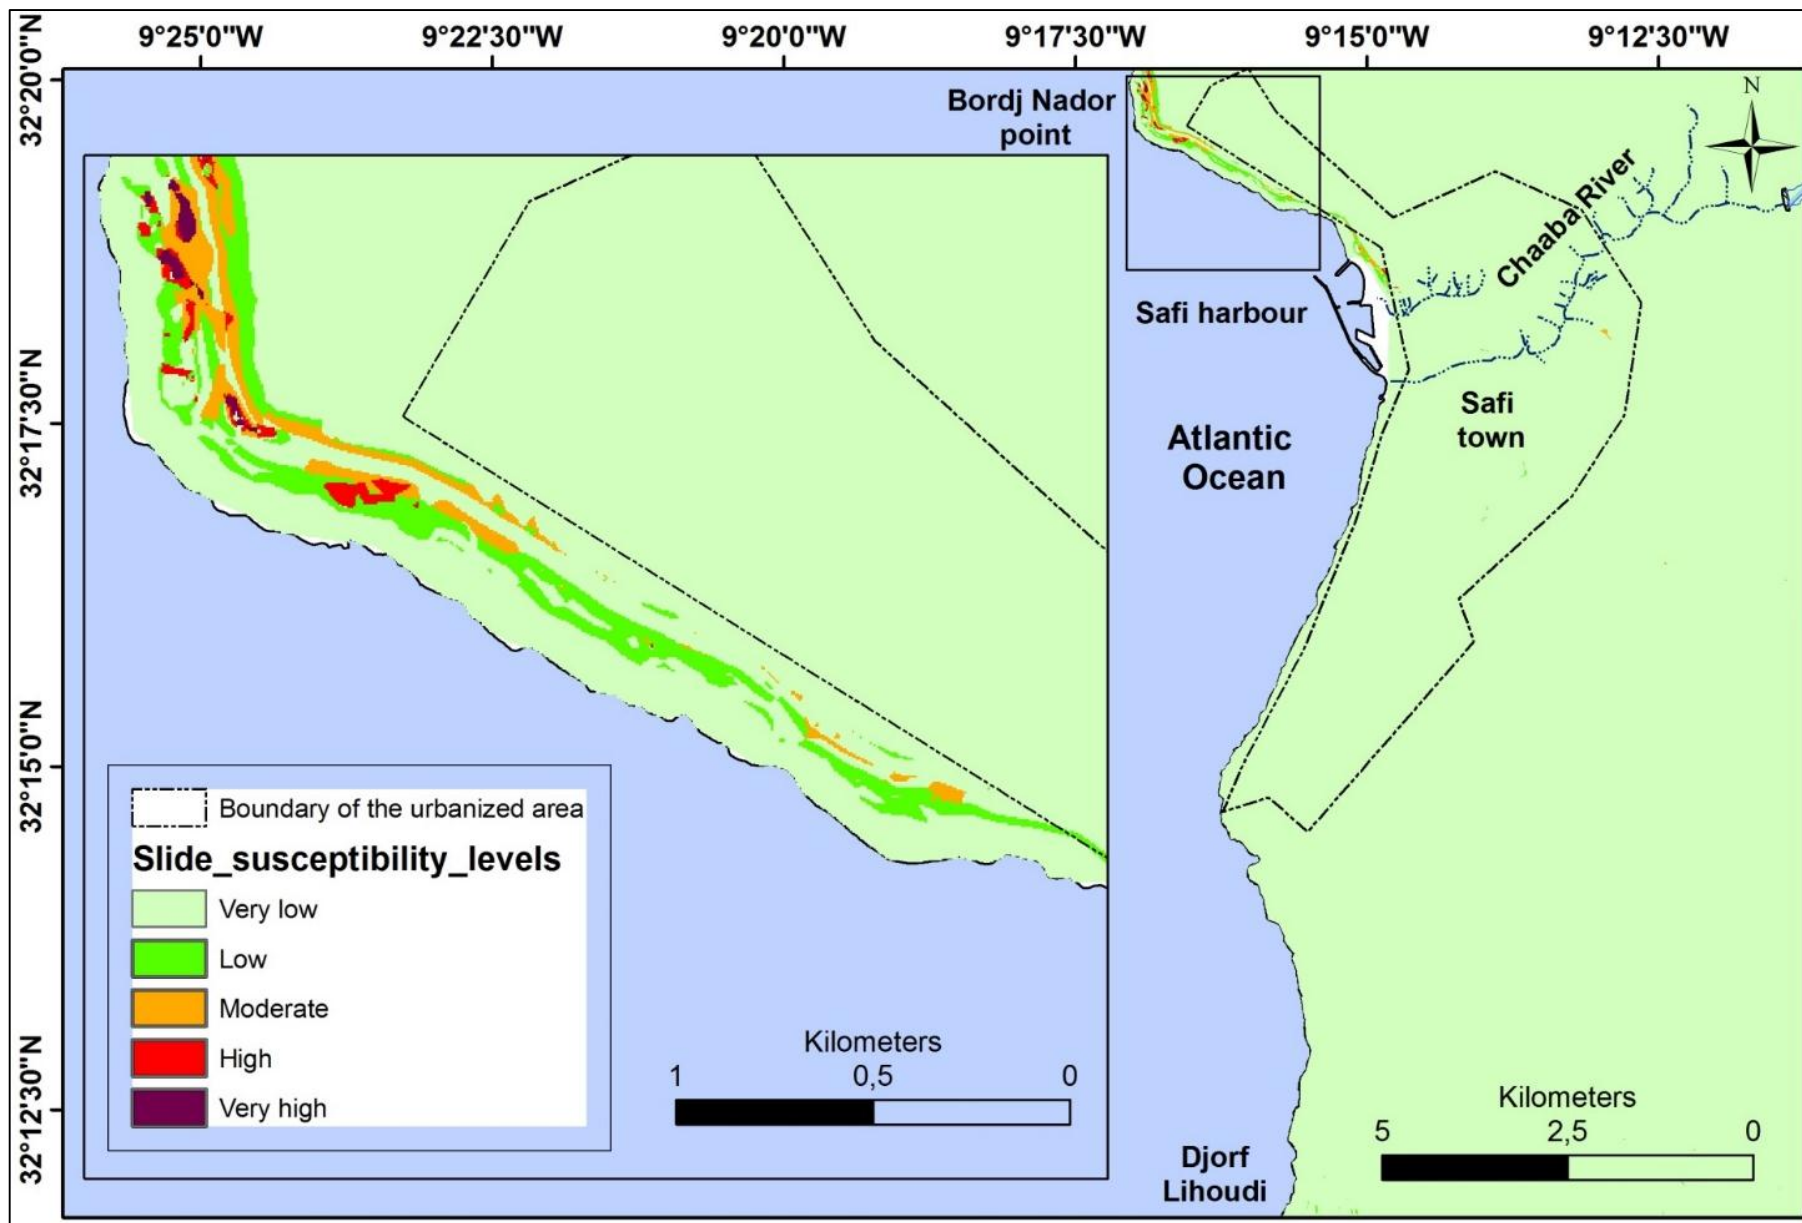 9°25'0"W 9°22'30"W 9°20'0"W 9°17'30"W 9°15'0"W 9°12'30"W
32°20'0"N
32°17'30"N
32°15'0"N
32°12'30"N
Bordj Nador
point
N
Chaaba River
Safi harbour
Safi
town
Atlantic
Ocean
Boundary of the urbanized area
Slide_susceptibility_levels
Very low
Low
Moderate
High
Very high
Kilometers
1 0,5 0
Kilometers
5 2,5 0
Djorf
Lihoudi